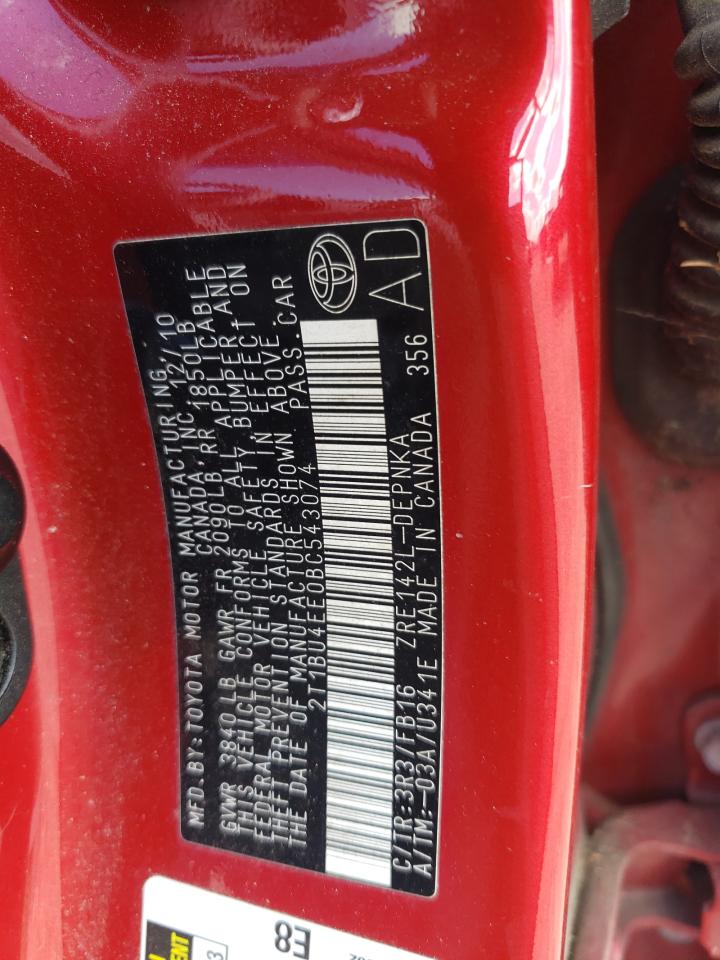 MFD.BY:TOYOTA MOTOR MANUFACTURING 12/10
CANADA,INC.
GVWR 3840LB GAWR FR 2090LB RR 1850LB
THIS VEHICLE CONFORMS TO ALL APPLICABLE
FEDERAL MOTOR VEHICLE SAFETY,BUMPER,AND
THEFT PREVENTION STANDARDS IN EFFECT ON
THE DATE OF MANUFACTURE SHOWN ABOVE.
2T1BU4EE0BC543074 PASS.CAR
C/TR:3R3/FB16 ZRE142L-DEPNKA
A/TM:-03A/U341E MADE IN CANADA 356
AD
E8
3